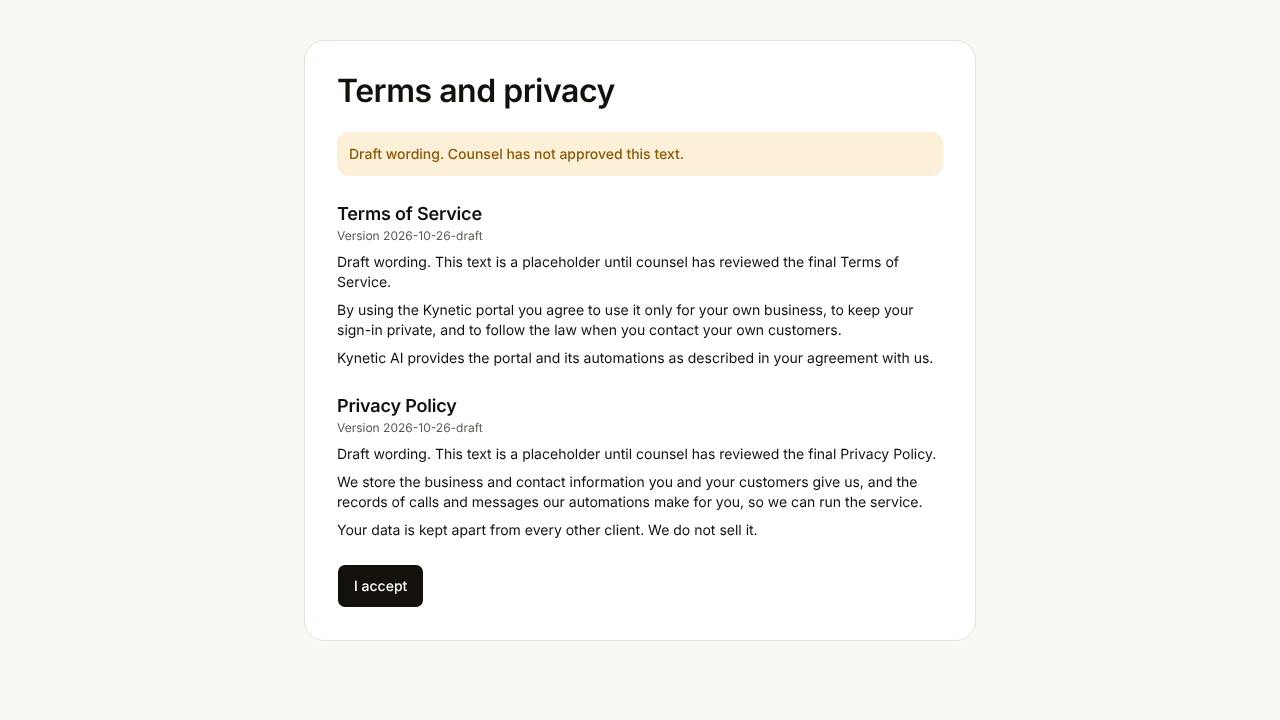 Terms and privacy
Draft wording. Counsel has not approved this text.
Terms of Service
Version 2026-10-26-draft
Draft wording. This text is a placeholder until counsel has reviewed the final Terms of
Service.
By using the Kynetic portal you agree to use it only for your own business, to keep your
sign-in private, and to follow the law when you contact your own customers.
Kynetic AI provides the portal and its automations as described in your agreement with us.
Privacy Policy
Version 2026-10-26-draft
Draft wording. This text is a placeholder until counsel has reviewed the final Privacy Policy.
We store the business and contact information you and your customers give us, and the
records of calls and messages our automations make for you, so we can run the service.
Your data is kept apart from every other client. We do not sell it.
I accept